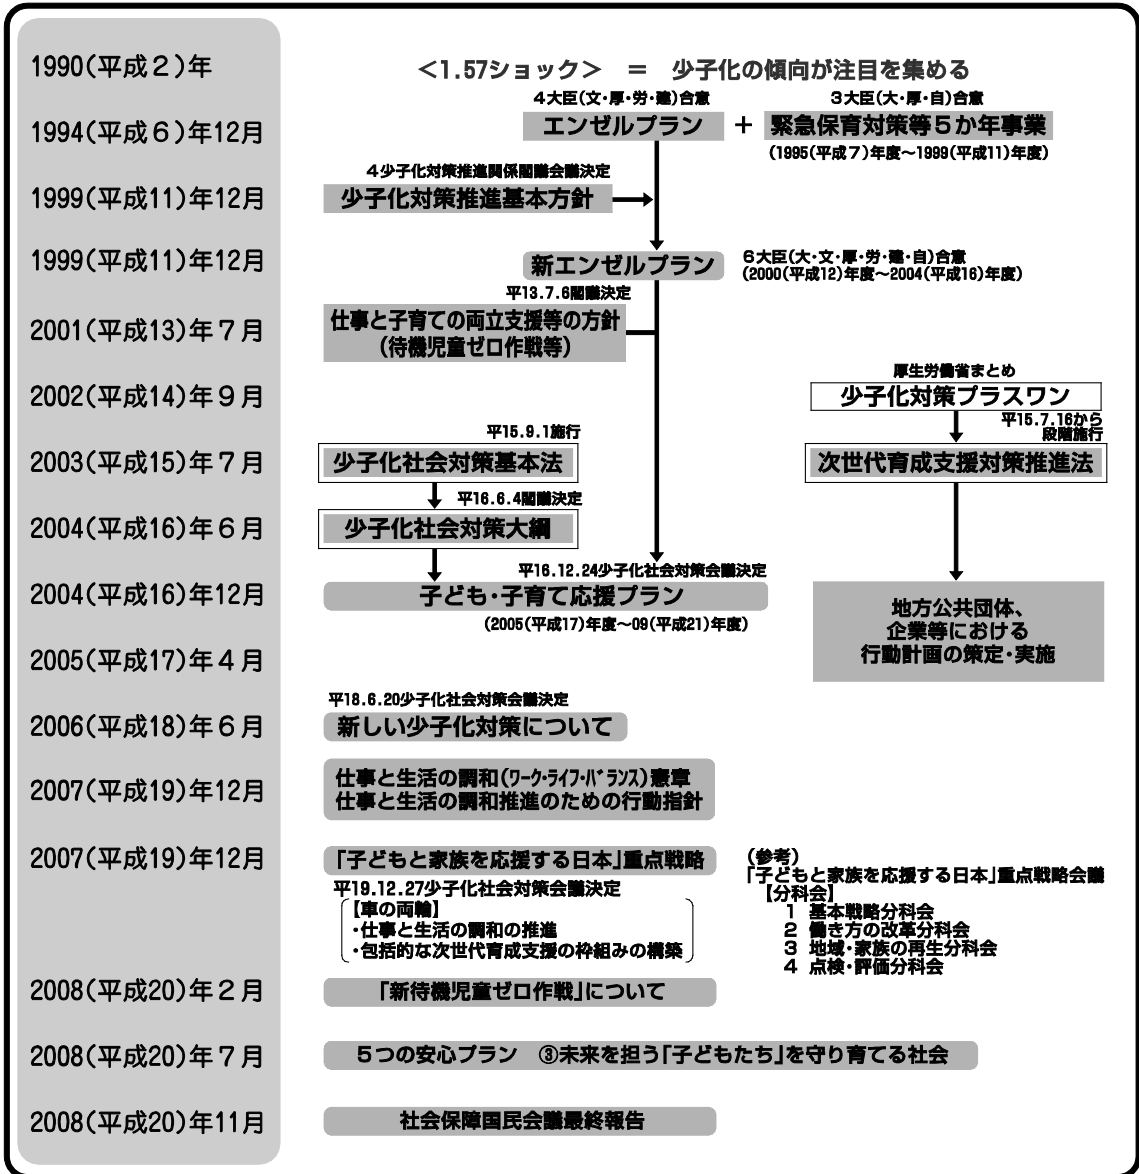 1990(平成２)年
＜1.57ショック＞　＝　少子化の傾向が注目を集める
４大臣(文・厚・労・建)合意
３大臣(大・厚・自)合意
1994(平成６)年12月
エンゼルプラン ＋ 緊急保育対策等５か年事業
(1995(平成７)年度～1999(平成11)年度)
４少子化対策推進関係閣議会議決定
1999(平成11)年12月
少子化対策推進基本方針
1999(平成11)年12月
新エンゼルプラン
６大臣(大・文・厚・労・建・自)合意
(2000(平成12)年度～2004(平成16)年度)
平13.7.6閣議決定
2001(平成13)年７月
仕事と子育ての両立支援等の方針
(待機児童ゼロ作戦等)
厚生労働省まとめ
2002(平成14)年９月
少子化対策プラスワン
平15.7.16から
段階施行
平15.9.1施行
2003(平成15)年７月
少子化社会対策基本法
次世代育成支援対策推進法
平16.6.4閣議決定
2004(平成16)年６月
少子化社会対策大綱
平16.12.24少子化社会対策会議決定
2004(平成16)年12月
子ども・子育て応援プラン
(2005(平成17)年度～09(平成21)年度)
地方公共団体、
企業等における
行動計画の策定・実施
2005(平成17)年４月
平18.6.20少子化社会対策会議決定
2006(平成18)年６月
新しい少子化対策について
2007(平成19)年12月
仕事と生活の調和(ﾜｰｸ・ﾗｲﾌ・ﾊﾞﾗﾝｽ)憲章
仕事と生活の調和推進のための行動指針
2007(平成19)年12月
「子どもと家族を応援する日本」重点戦略
平19.12.27少子化社会対策会議決定
【車の両輪】
・仕事と生活の調和の推進
・包括的な次世代育成支援の枠組みの構築
(参考)
「子どもと家族を応援する日本」重点戦略会議
【分科会】
１ 基本戦略分科会
２ 働き方の改革分科会
３ 地域・家族の再生分科会
４ 点検・評価分科会
2008(平成20)年２月
「新待機児童ゼロ作戦」について
2008(平成20)年７月
５つの安心プラン　③未来を担う「子どもたち」を守り育てる社会
2008(平成20)年11月
社会保障国民会議最終報告